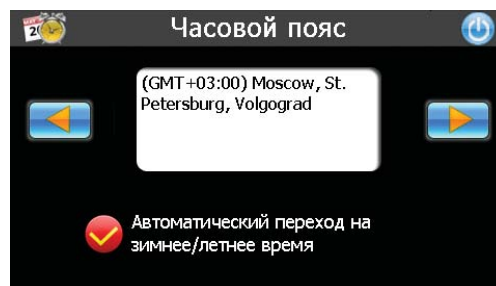 Часовой пояс
(GMT+03:00) Moscow, St.
Petersburg, Volgograd
Автоматический переход на
зимнее/летнее время